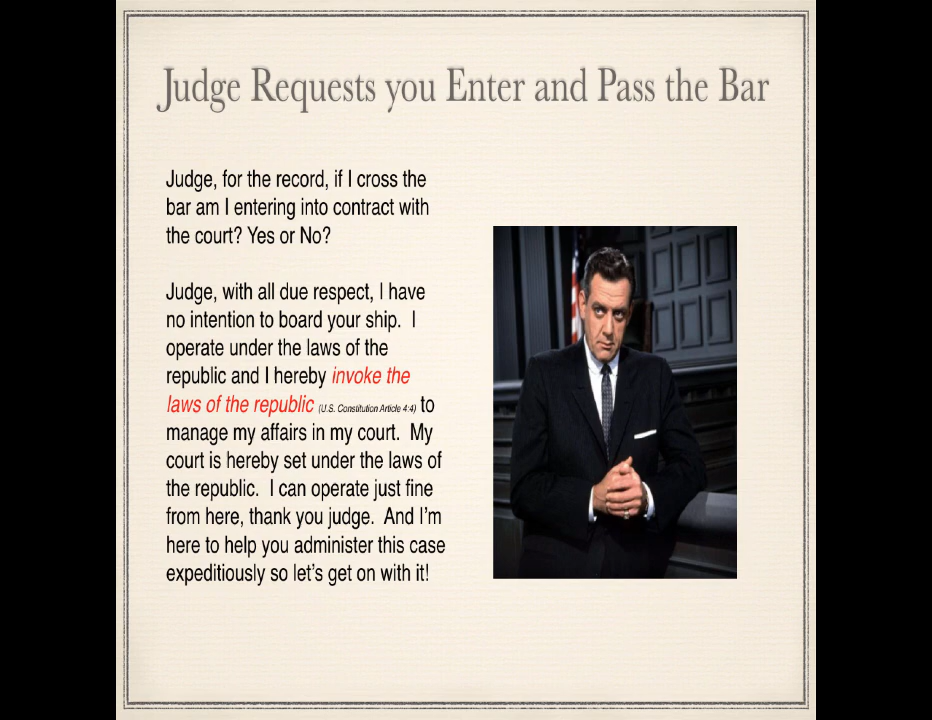 Judge Requests you Enter and Pass the Bar
Judge, for the record, if I cross the
bar am I entering into contract with
the court? Yes or No?
Judge, with all due respect, I have
no intention to board your ship.  I
operate under the laws of the
republic and I hereby invoke the
laws of the republic (U.S. Constitution Article 4:4) to
manage my affairs in my court.  My
court is hereby set under the laws of
the republic.  I can operate just fine
from here, thank you judge.  And I'm
here to help you administer this case
expeditiously so let's get on with it!